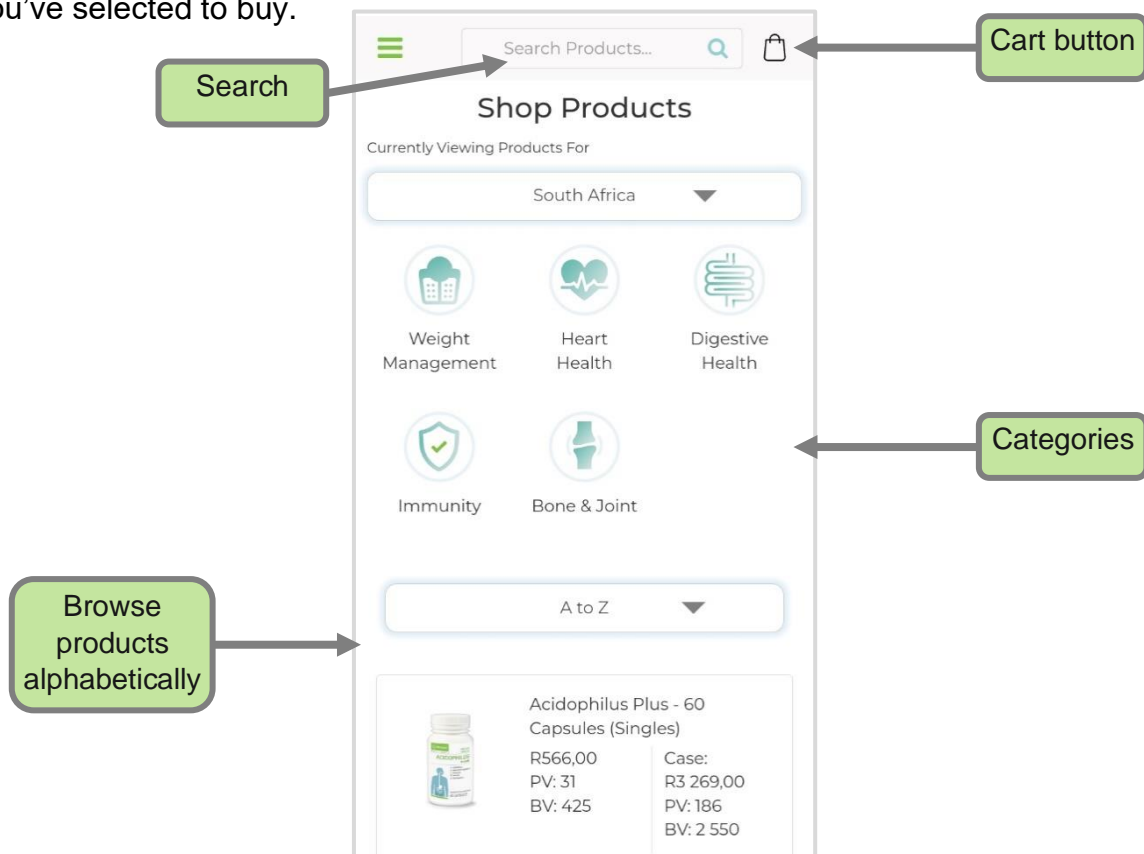 ou've selected to buy.
Search Products...
Cart button
Search
Shop Products
Currently Viewing Products For
South Africa
Weight
Management
Heart
Health
Digestive
Health
Categories
Immunity
Bone & Joint
Browse
products
alphabetically
A to Z
Acidophilus Plus - 60
Capsules (Singles)
R566,00
PV: 31
BV: 425
Case:
R3 269,00
PV: 186
BV: 2 550